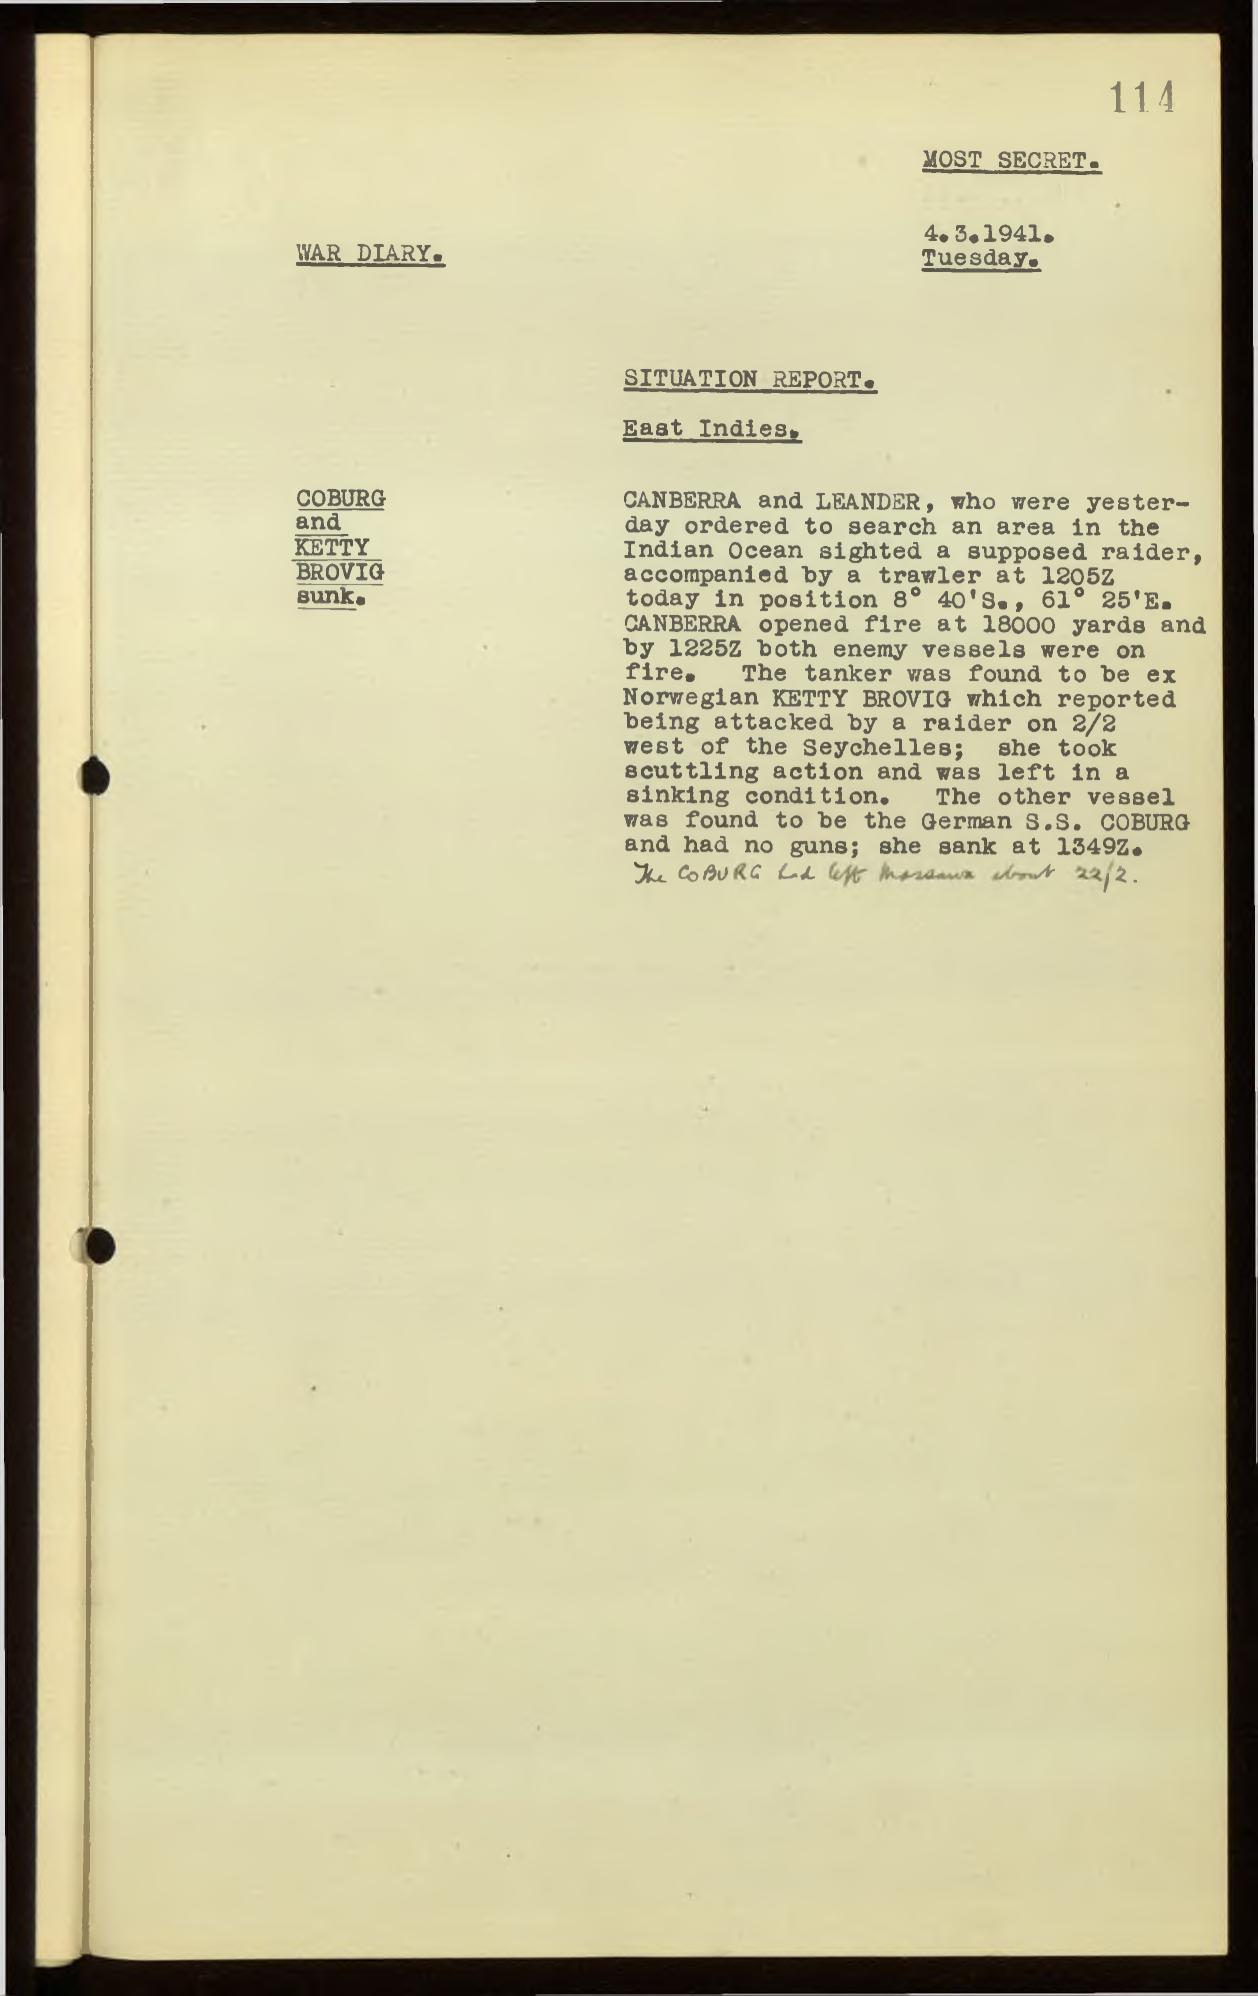 114
MOST SECRET.
4.3.1941.
Tuesday.
WAR DIARY.
SITUATION REPORT.
East Indies.
COBURG
and
KETTY
BROVIG
sunk.
CANBERRA and LEANDER, who were yester-
day ordered to search an area in the
Indian Ocean sighted a supposed raider,
accompanied by a trawler at 1205Z
today in position 8° 40'S., 61° 25'E.
CANBERRA opened fire at 18000 yards and
by 1225Z both enemy vessels were on
fire. The tanker was found to be ex
Norwegian KETTY BROVIG which reported
being attacked by a raider on 2/2
west of the Seychelles; she took
scuttling action and was left in a
sinking condition. The other vessel
was found to be the German S.S. COBURG
and had no guns; she sank at 1349Z.
The COBURG had left Massawa about 22/2.